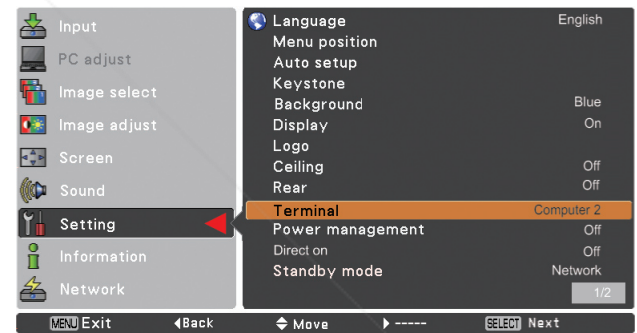 Input
PC adjust
Image select
Image adjust
Screen
Sound
Setting
Information
Network
Language English
Menu position
Auto setup
Keystone
Background Blue
Display On
Logo
Ceiling Off
Rear Off
Terminal Computer 2
Power management Off
Direct on Off
Standby mode Network
1/2
MENU Exit Back Move ----- SELECT Next